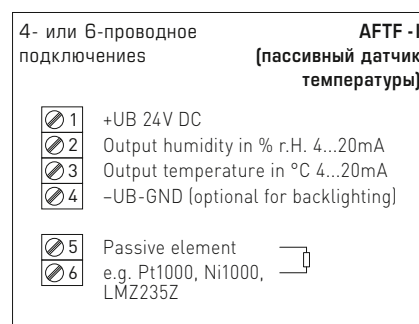 4- или 6-проводное
подключениеs
AFTF -I
(пассивный датчик
температуры)
1 +UB 24V DC
2 Output humidity in % r.H. 4...20mA
3 Output temperature in °C 4...20mA
4 –UB-GND (optional for backlighting)
5 Passive element
6 e.g. Pt1000, Ni1000,
LMZ235Z